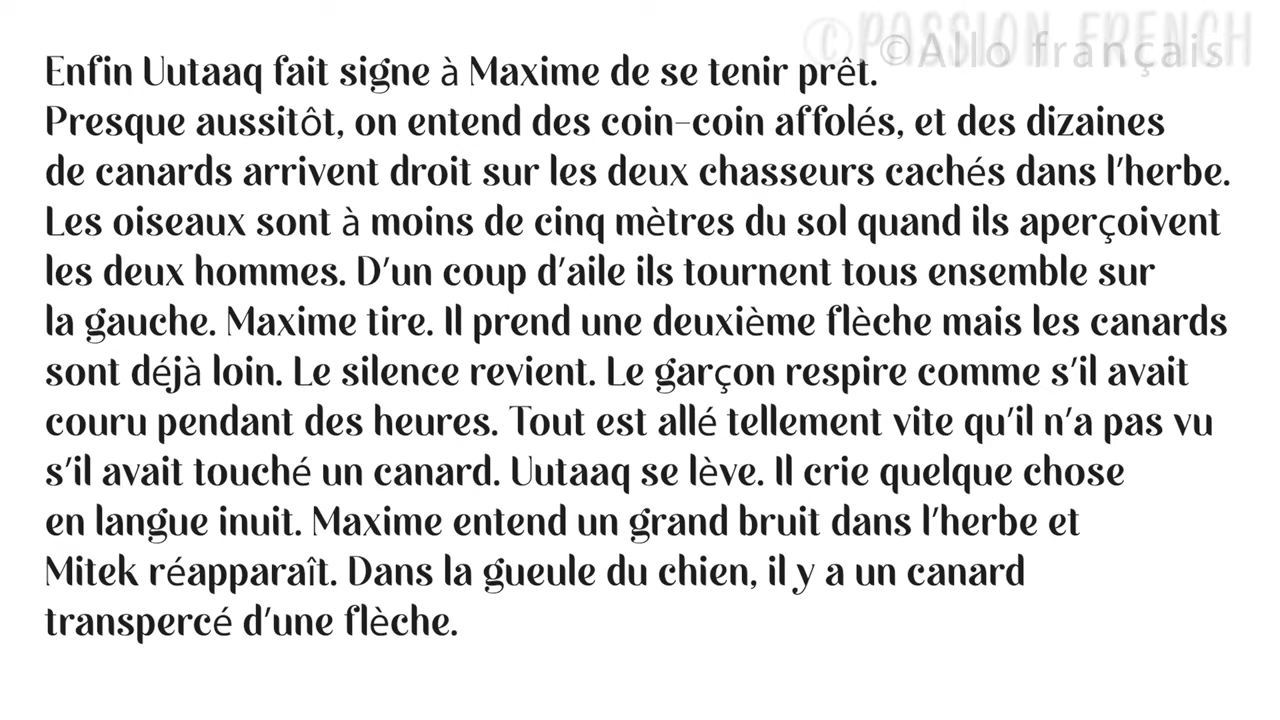 ©PASSION FRENCH
©Allo français
Enfin Uutaaq fait signe à Maxime de se tenir prêt.
Presque aussitôt, on entend des coin-coin affolés, et des dizaines
de canards arrivent droit sur les deux chasseurs cachés dans l'herbe.
Les oiseaux sont à moins de cinq mètres du sol quand ils aperçoivent
les deux hommes. D'un coup d'aile ils tournent tous ensemble sur
la gauche. Maxime tire. Il prend une deuxième flèche mais les canards
sont déjà loin. Le silence revient. Le garçon respire comme s'il avait
couru pendant des heures. Tout est allé tellement vite qu'il n'a pas vu
s'il avait touché un canard. Uutaaq se lève. Il crie quelque chose
en langue inuit. Maxime entend un grand bruit dans l'herbe et
Mitek réapparaît. Dans la gueule du chien, il y a un canard
transpercé d'une flèche.